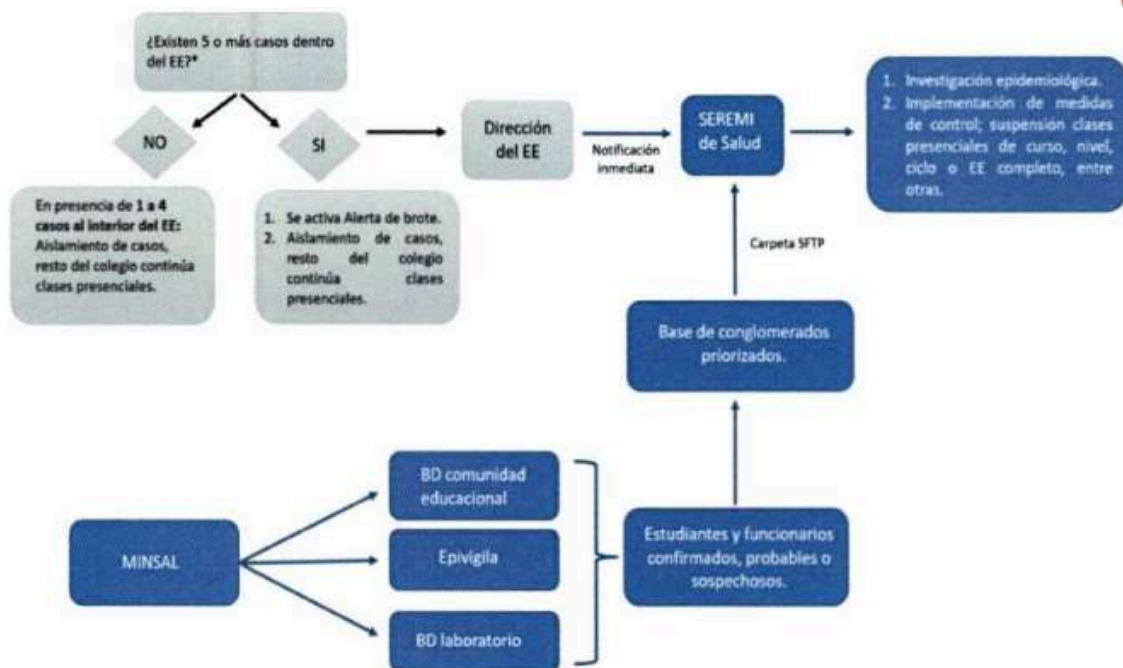 ¿Existen 5 o más casos dentro
del EE?*
NO
SI
Dirección
del EE
Notificación
inmediata
SEREMI
de Salud
1. Investigación epidemiológica.
2. Implementación de medidas
de control; suspensión clases
presenciales de curso, nivel,
ciclo o EE completo, entre
otras.
En presencia de 1 a 4
casos al interior del EE:
Aislamiento de casos,
resto del colegio continúa
clases presenciales.
1. Se activa Alerta de brote.
2. Aislamiento de casos,
resto del colegio
continúa clases
presenciales.
Carpeta SFTP
Base de conglomerados
priorizados.
BD comunidad
educacional
MINSAL
Epivigila
Estudiantes y funcionarios
confirmados, probables o
sospechosos.
BD laboratorio